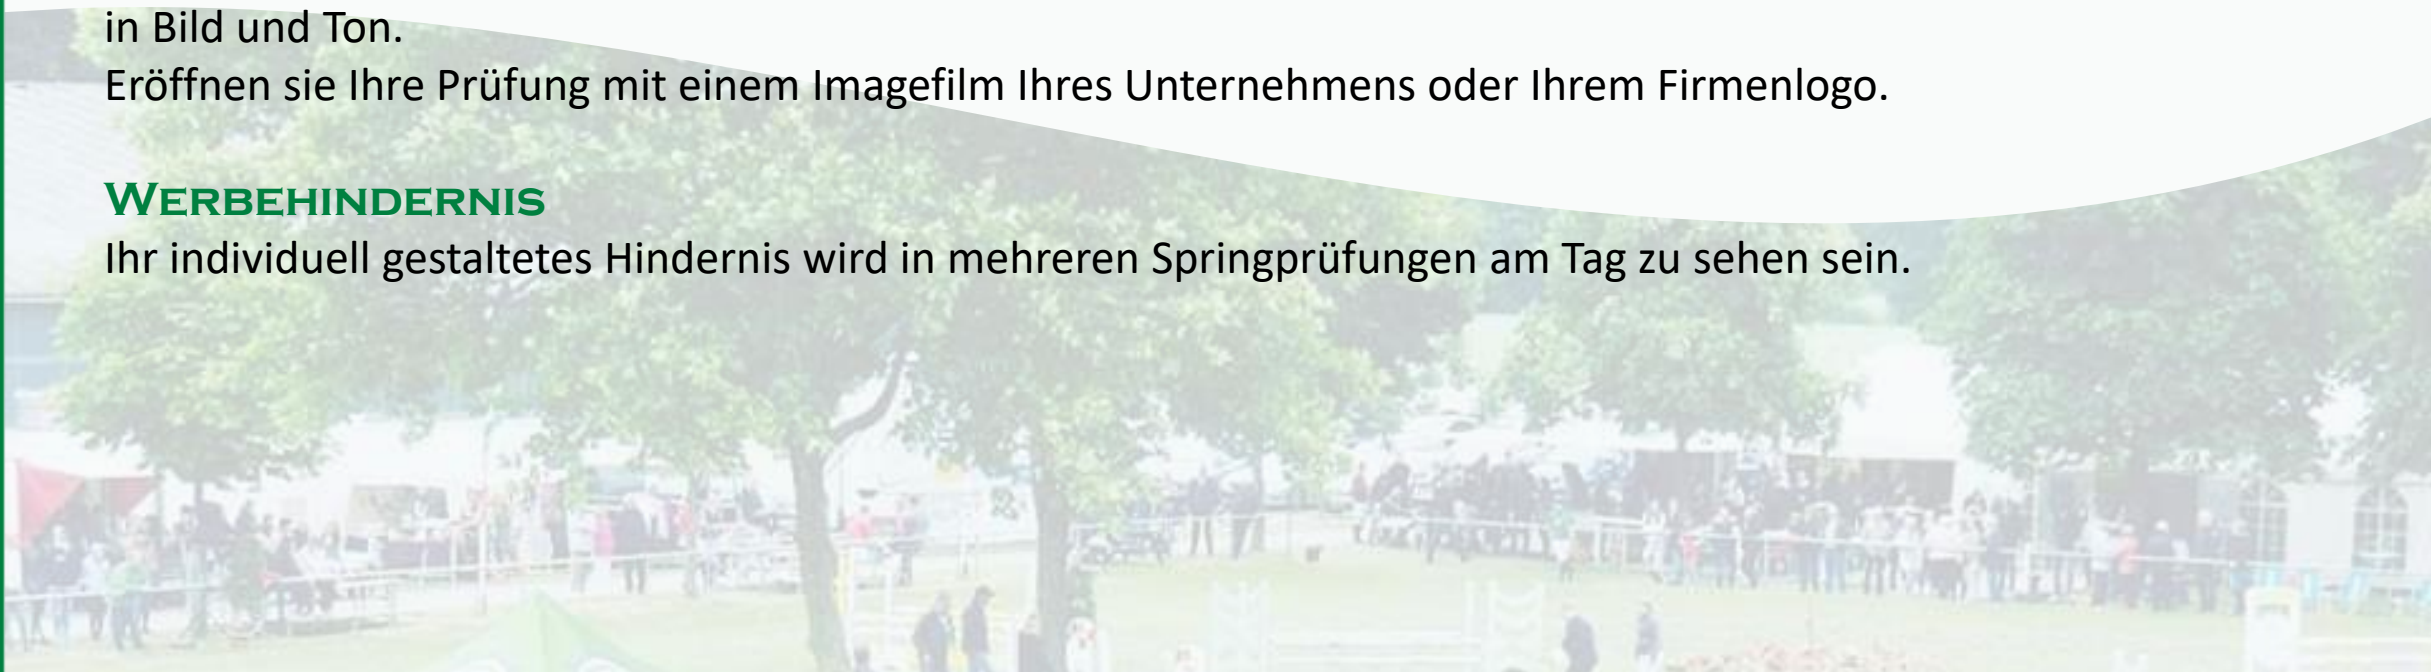 in Bild und Ton.
Eröffnen sie Ihre Prüfung mit einem Imagefilm Ihres Unternehmens oder Ihrem Firmenlogo.
Werbehindernis
Ihr individuell gestaltetes Hindernis wird in mehreren Springprüfungen am Tag zu sehen sein.